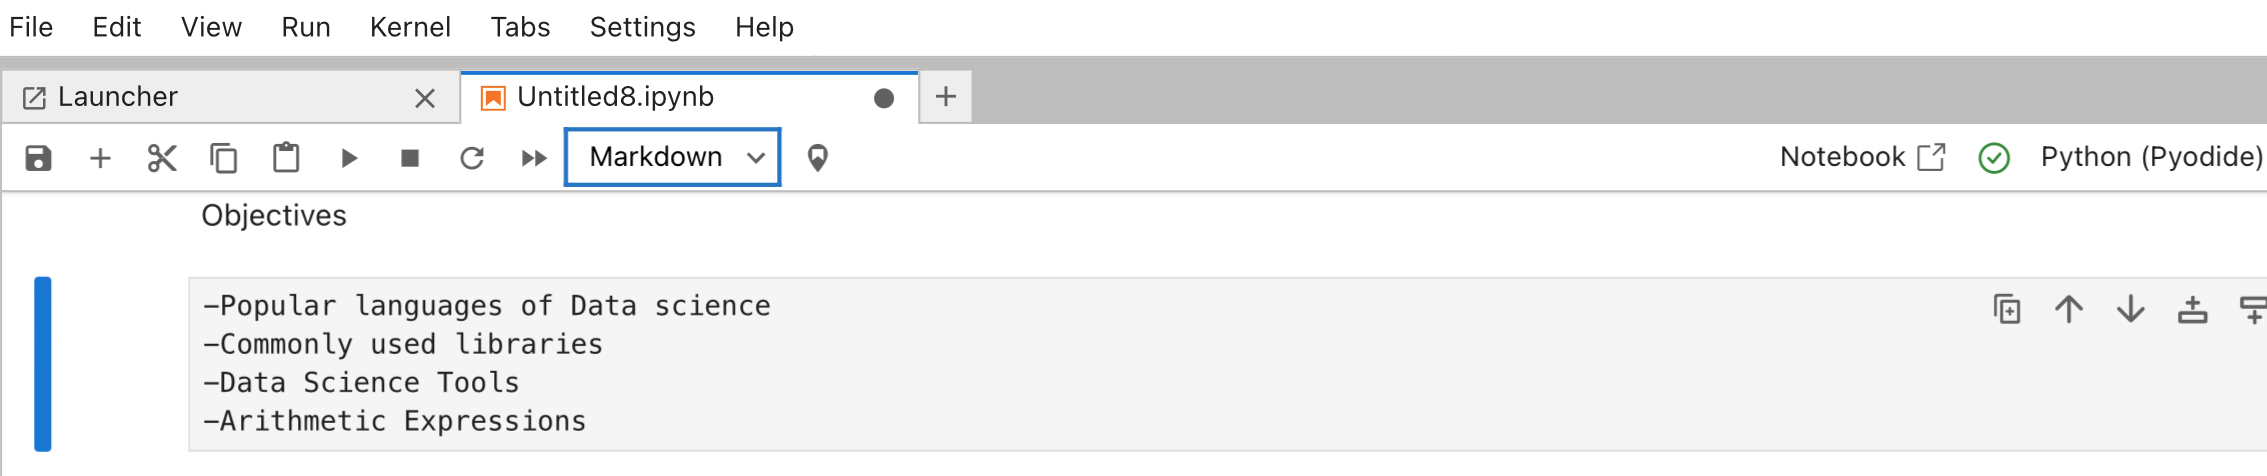 File Edit View Run Kernel Tabs Settings Help
Launcher Untitled8.ipynb
Markdown Notebook Python (Pyodide)
Objectives
-Popular languages of Data science
-Commonly used libraries
-Data Science Tools
-Arithmetic Expressions